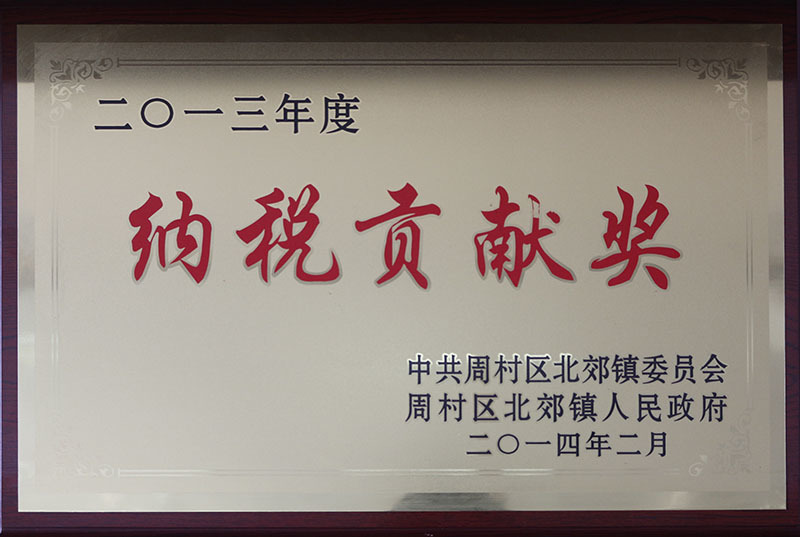 二〇一三年度
纳税贡献奖
中共周村区北郊镇委员会
周村区北郊镇人民政府
二〇一四年二月